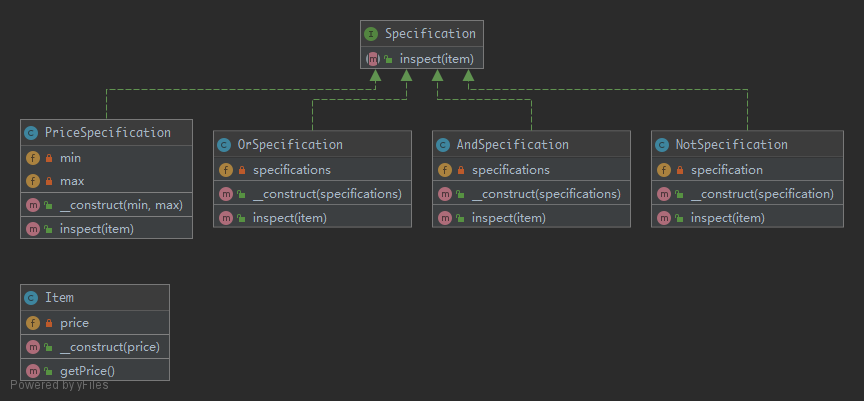 Specification
inspect(item)
PriceSpecification
min
max
__construct(min, max)
inspect(item)
OrSpecification
specifications
__construct(specifications)
inspect(item)
AndSpecification
specifications
__construct(specifications)
inspect(item)
NotSpecification
specification
__construct(specification)
inspect(item)
Item
price
__construct(price)
getPrice()
Powered by yFiles